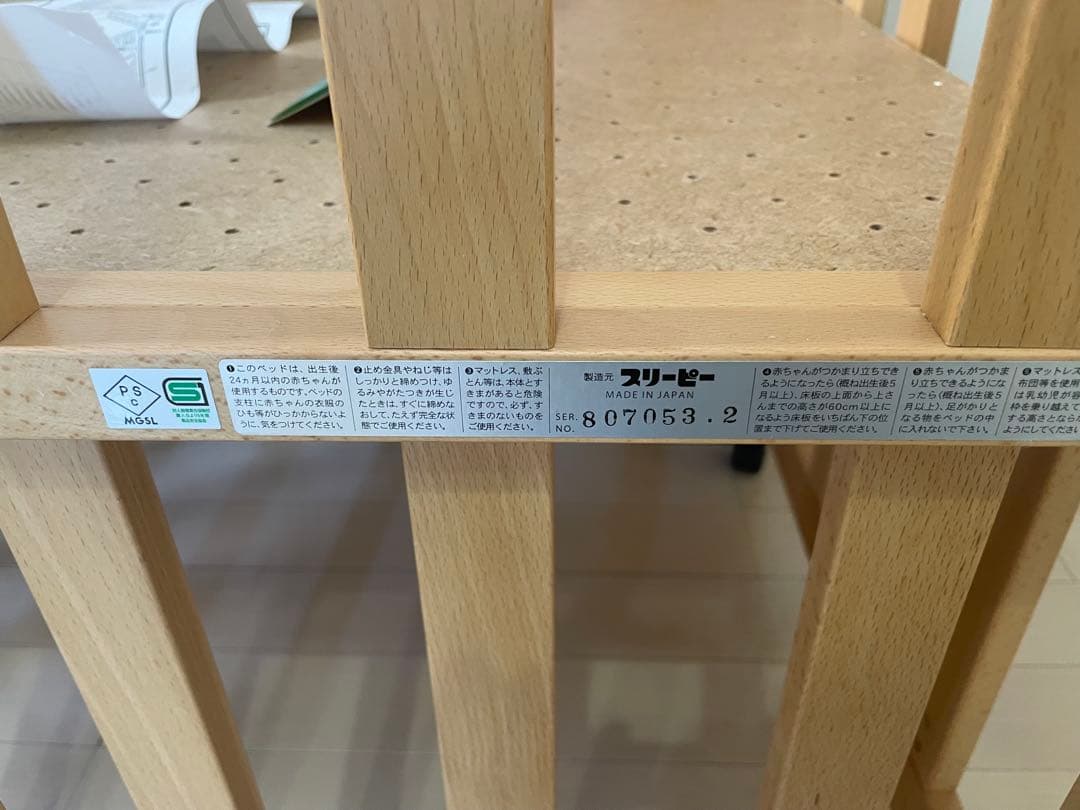 PS
C
MGSL
❶このベッドは、出生後
24ヵ月以内の赤ちゃんが
使用するものです。ベッドの
支柱に赤ちゃんの衣服の
ひも等がひっかからないよ
うに、気をつけてください。
❷止め金具やねじ等は
しっかりと締めつけ、ゆ
るみやがたつきが生じ
たときは、すぐに締めな
おして、たえず完全な状
態でご使用ください。
❸マットレス、敷ぶ
とん等は、本体とす
きまがあると危険
ですので、必ず、す
きまのないものを
ご使用ください。
製造元 スリーピー
MADE IN JAPAN
SER.
NO. 807053.2
❹赤ちゃんがつかまり立ちでき
るようになったら(概ね出生後5
月以上)、床板の上面から上さ
んまでの高さが60cm以上に
なるよう床板をいちばん下の位
置まで下げてご使用ください。
❺赤ちゃんがつかま
り立ちできるようにな
ったら(概ね出生後5
月以上)、足がかりと
なる物をベッドの中
に入れないで下さい。
❻マットレ
布団等を使用
は乳幼児が容
枠を乗り越えて
する高さとなら
ようにしてください